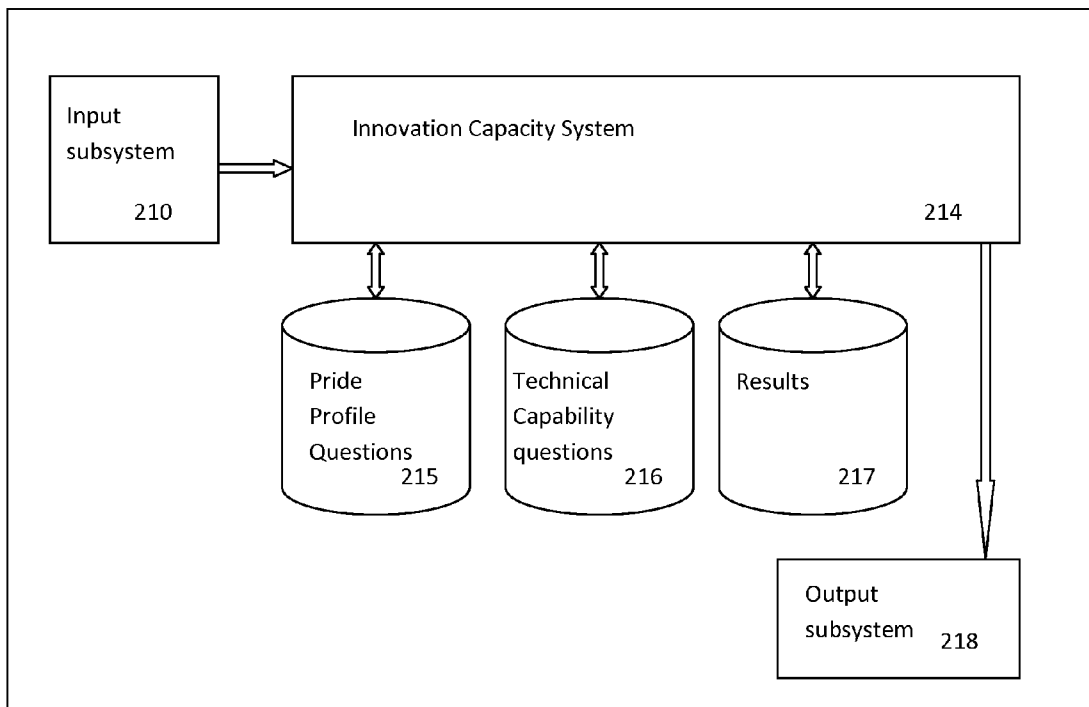 Input
subsystem
210
Innovation Capacity System
214
Pride
Profile
Questions
215
Technical
Capability
questions
216
Results
217
Output
subsystem
218